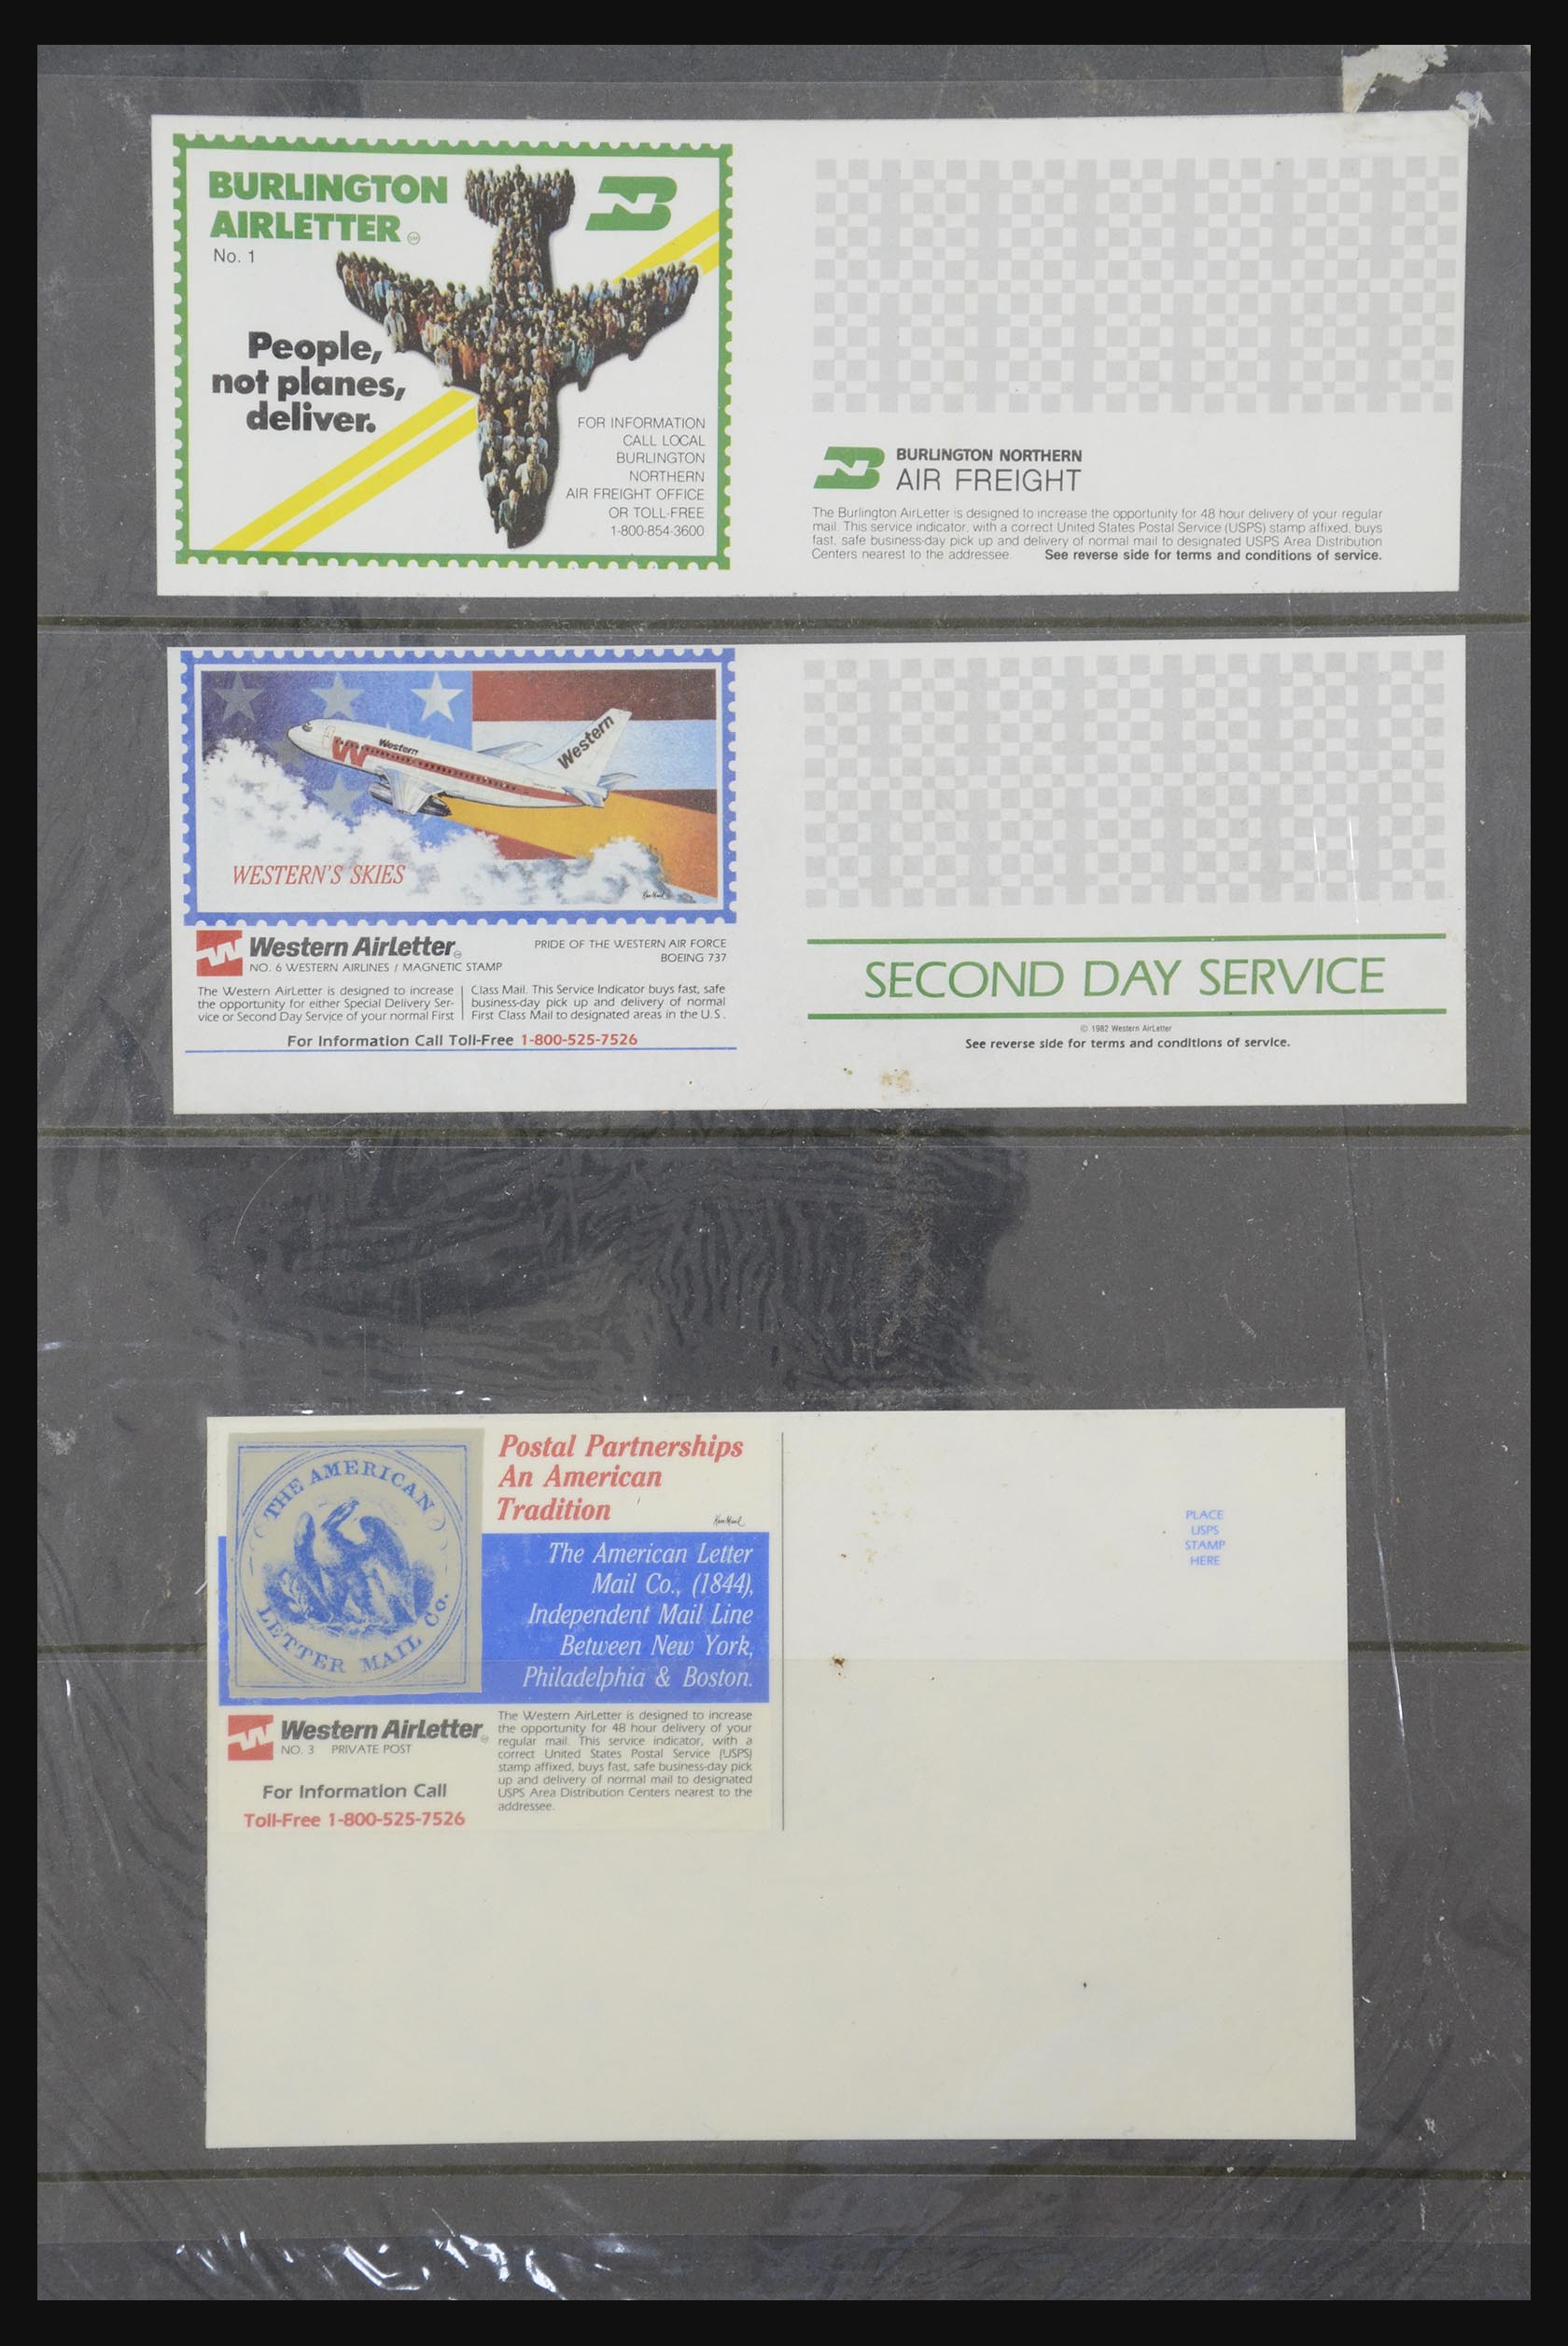 BURLINGTON
AIRLETTER SM
No. 1
People,
not planes,
deliver.
FOR INFORMATION
CALL LOCAL
BURLINGTON
NORTHERN
AIR FREIGHT OFFICE
OR TOLL-FREE
1-800-854-3600
BURLINGTON NORTHERN
AIR FREIGHT
The Burlington AirLetter is designed to increase the opportunity for 48 hour delivery of your regular
mail. This service indicator, with a correct United States Postal Service (USPS) stamp affixed, buys
fast, safe business-day pick up and delivery of normal mail to designated USPS Area Distribution
Centers nearest to the addressee. See reverse side for terms and conditions of service.
Western
Western
WESTERN'S SKIES
Western AirLetter
NO. 6 WESTERN AIRLINES / MAGNETIC STAMP
PRIDE OF THE WESTERN AIR FORCE
BOEING 737
The Western AirLetter is designed to increase
the opportunity for either Special Delivery Ser-
vice or Second Day Service of your normal First
Class Mail. This Service Indicator buys fast, safe
business-day pick up and delivery of normal
First Class Mail to designated areas in the U.S.
For Information Call Toll-Free 1-800-525-7526
SECOND DAY SERVICE
© 1982 Western AirLetter
See reverse side for terms and conditions of service.
THE AMERICAN
LETTER MAIL Co.
Postal Partnerships
An American
Tradition
The American Letter
Mail Co., (1844),
Independent Mail Line
Between New York,
Philadelphia & Boston.
Western AirLetter
NO. 3 PRIVATE POST
For Information Call
Toll-Free 1-800-525-7526
The Western AirLetter is designed to increase
the opportunity for 48 hour delivery of your
regular mail. This service indicator, with a
correct United States Postal Service (USPS)
stamp affixed, buys fast, safe business-day pick
up and delivery of normal mail to designated
USPS Area Distribution Centers nearest to the
addressee.
PLACE
USPS
STAMP
HERE